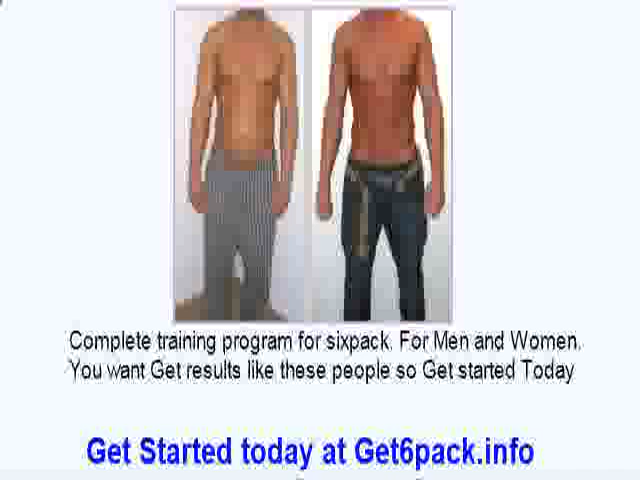 Complete training program for sixpack. For Men and Women.
You want Get results like these people so Get started Today
Get Started today at Get6pack.info